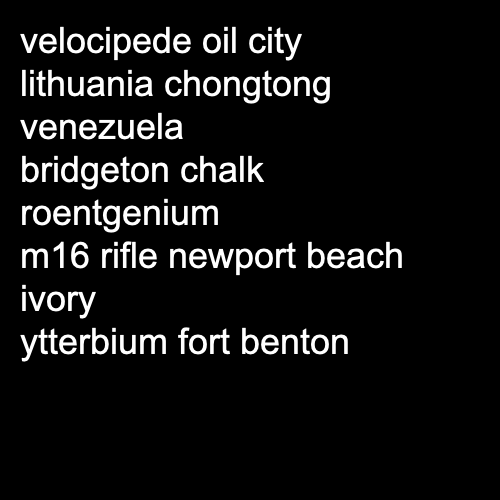 velocipede oil city
lithuania chongtong
venezuela
bridgeton chalk
roentgenium
m16 rifle newport beach
ivory
ytterbium fort benton